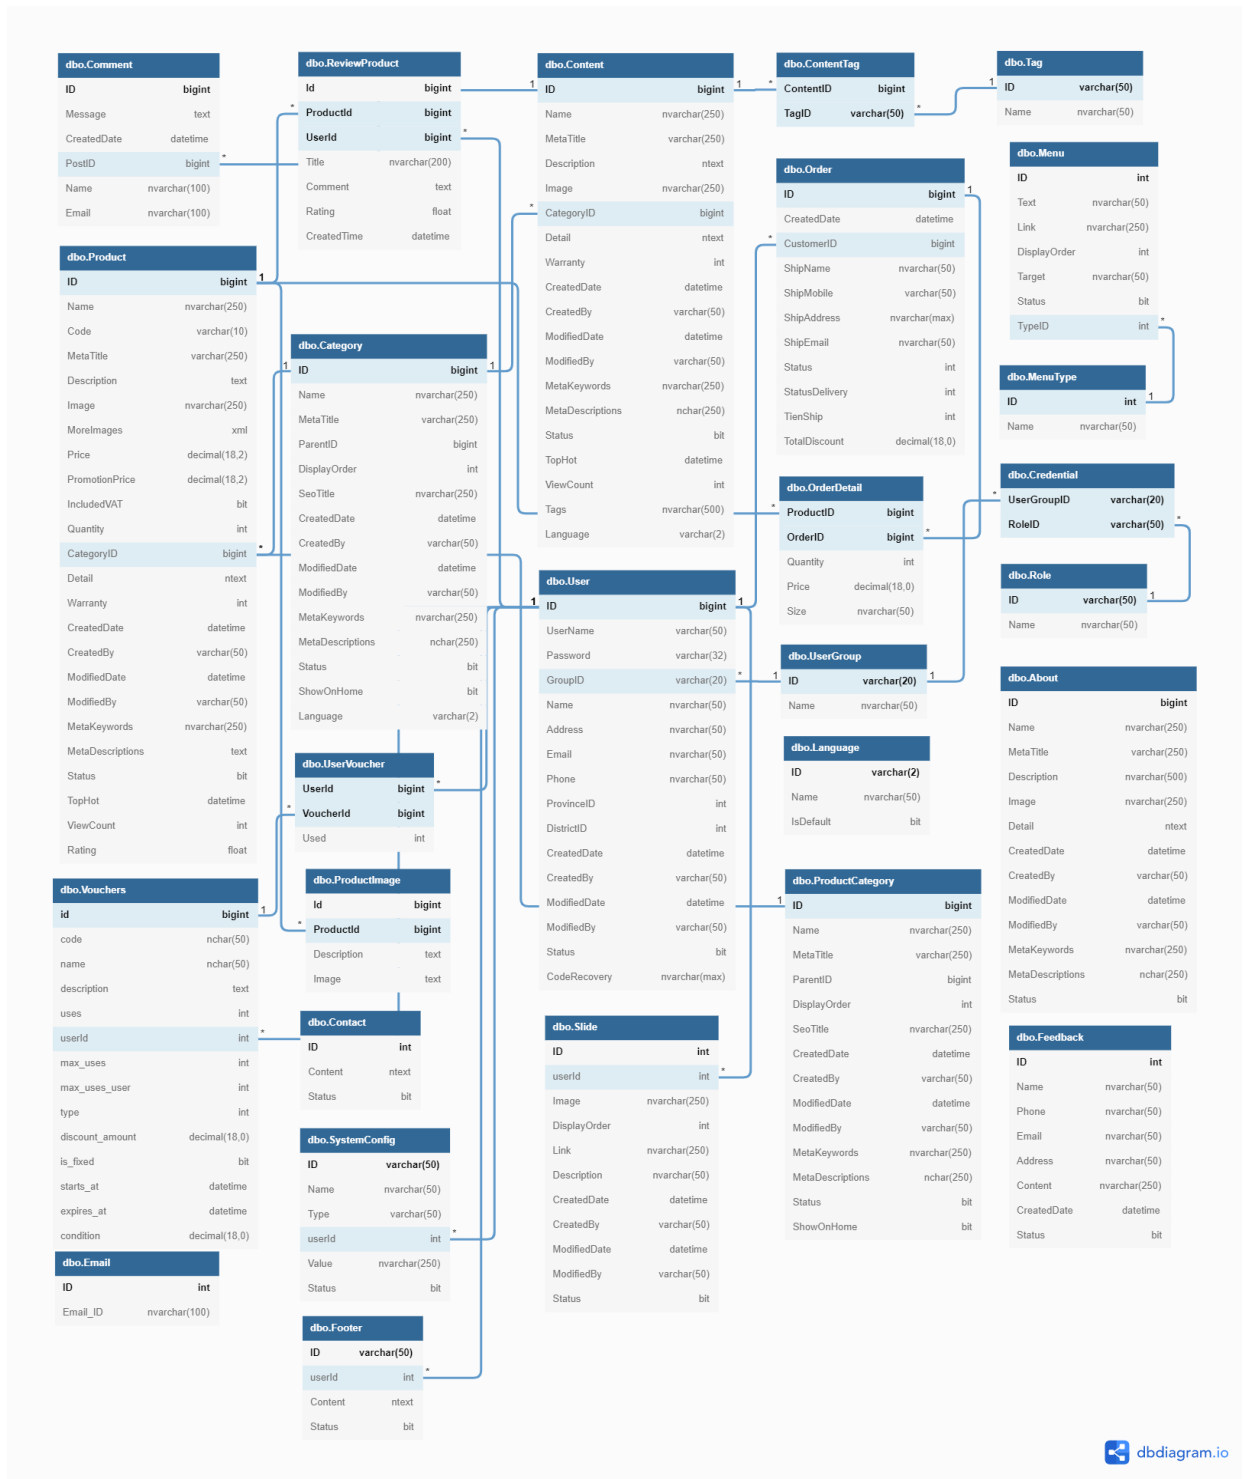 dbo.Comment
ID bigint
Message text
CreatedDate datetime
PostID bigint *
Name nvarchar(100)
Email nvarchar(100)
dbo.ReviewProduct
Id bigint
* ProductId bigint
UserId bigint *
Title nvarchar(200)
Comment text
Rating float
CreatedTime datetime
dbo.Content
1 ID bigint 1
Name nvarchar(250)
MetaTitle varchar(250)
Description ntext
Image nvarchar(250)
* CategoryID bigint
Detail ntext
Warranty int
CreatedDate datetime
CreatedBy varchar(50)
ModifiedDate datetime
ModifiedBy varchar(50)
MetaKeywords nvarchar(250)
MetaDescriptions nchar(250)
Status bit
TopHot datetime
ViewCount int
Tags nvarchar(500)
Language varchar(2)
dbo.ContentTag
* ContentID bigint
TagID varchar(50) *
dbo.Tag
1 ID varchar(50)
Name nvarchar(50)
dbo.Order
ID bigint 1
CreatedDate datetime
* CustomerID bigint
ShipName nvarchar(50)
ShipMobile varchar(50)
ShipAddress nvarchar(max)
ShipEmail nvarchar(50)
Status int
StatusDelivery int
TienShip int
TotalDiscount decimal(18,0)
dbo.Menu
ID int
Text nvarchar(50)
Link nvarchar(250)
DisplayOrder int
Target nvarchar(50)
Status bit
TypeID int *
dbo.MenuType
ID int 1
Name nvarchar(50)
dbo.Product
ID bigint 1
Name nvarchar(250)
Code varchar(10)
MetaTitle varchar(250)
Description text
Image nvarchar(250)
MoreImages xml
Price decimal(18,2)
PromotionPrice decimal(18,2)
IncludedVAT bit
Quantity int
CategoryID bigint *
Detail ntext
Warranty int
CreatedDate datetime
CreatedBy varchar(50)
ModifiedDate datetime
ModifiedBy varchar(50)
MetaKeywords nvarchar(250)
MetaDescriptions text
Status bit
TopHot datetime
ViewCount int
Rating float
dbo.Category
1 ID bigint 1
Name nvarchar(250)
MetaTitle varchar(250)
ParentID bigint
DisplayOrder int
SeoTitle nvarchar(250)
CreatedDate datetime
CreatedBy varchar(50)
ModifiedDate datetime
ModifiedBy varchar(50)
MetaKeywords nvarchar(250)
MetaDescriptions nchar(250)
Status bit
ShowOnHome bit
Language varchar(2)
dbo.OrderDetail
* ProductID bigint
OrderID bigint *
Quantity int
Price decimal(18,0)
Size nvarchar(50)
dbo.Credential
* UserGroupID varchar(20)
RoleID varchar(50) *
dbo.Role
ID varchar(50) 1
Name nvarchar(50)
dbo.User
1 ID bigint 1
UserName varchar(50)
Password varchar(32)
GroupID varchar(20) *
Name nvarchar(50)
Address nvarchar(50)
Email nvarchar(50)
Phone nvarchar(50)
ProvinceID int
DistrictID int
CreatedDate datetime
CreatedBy varchar(50)
ModifiedDate datetime
ModifiedBy varchar(50)
Status bit
CodeRecovery nvarchar(max)
dbo.UserGroup
1 ID varchar(20) 1
Name nvarchar(50)
dbo.Language
ID varchar(2)
Name nvarchar(50)
IsDefault bit
dbo.About
ID bigint
Name nvarchar(250)
MetaTitle varchar(250)
Description nvarchar(500)
Image nvarchar(250)
Detail ntext
CreatedDate datetime
CreatedBy varchar(50)
ModifiedDate datetime
ModifiedBy varchar(50)
MetaKeywords nvarchar(250)
MetaDescriptions nchar(250)
Status bit
dbo.UserVoucher
UserId bigint *
* VoucherId bigint
Used int
dbo.ProductImage
Id bigint
* ProductId bigint
Description text
Image text
dbo.Vouchers
id bigint 1
code nchar(50)
name nchar(50)
description text
uses int
userId int *
max_uses int
max_uses_user int
type int
discount_amount decimal(18,0)
is_fixed bit
starts_at datetime
expires_at datetime
condition decimal(18,0)
dbo.Contact
ID int
Content ntext
Status bit
dbo.ProductCategory
1 ID bigint
Name nvarchar(250)
MetaTitle varchar(250)
ParentID bigint
DisplayOrder int
SeoTitle nvarchar(250)
CreatedDate datetime
CreatedBy varchar(50)
ModifiedDate datetime
ModifiedBy varchar(50)
MetaKeywords nvarchar(250)
MetaDescriptions nchar(250)
Status bit
ShowOnHome bit
dbo.Slide
ID int
userId int *
Image nvarchar(250)
DisplayOrder int
Link nvarchar(250)
Description nvarchar(50)
CreatedDate datetime
CreatedBy varchar(50)
ModifiedDate datetime
ModifiedBy varchar(50)
Status bit
dbo.Feedback
ID int
Name nvarchar(50)
Phone nvarchar(50)
Email nvarchar(50)
Address nvarchar(50)
Content nvarchar(250)
CreatedDate datetime
Status bit
dbo.SystemConfig
ID varchar(50)
Name nvarchar(50)
Type varchar(50)
userId int *
Value nvarchar(250)
Status bit
dbo.Email
ID int
Email_ID nvarchar(100)
dbo.Footer
ID varchar(50)
userId int *
Content ntext
Status bit
dbdiagram.io